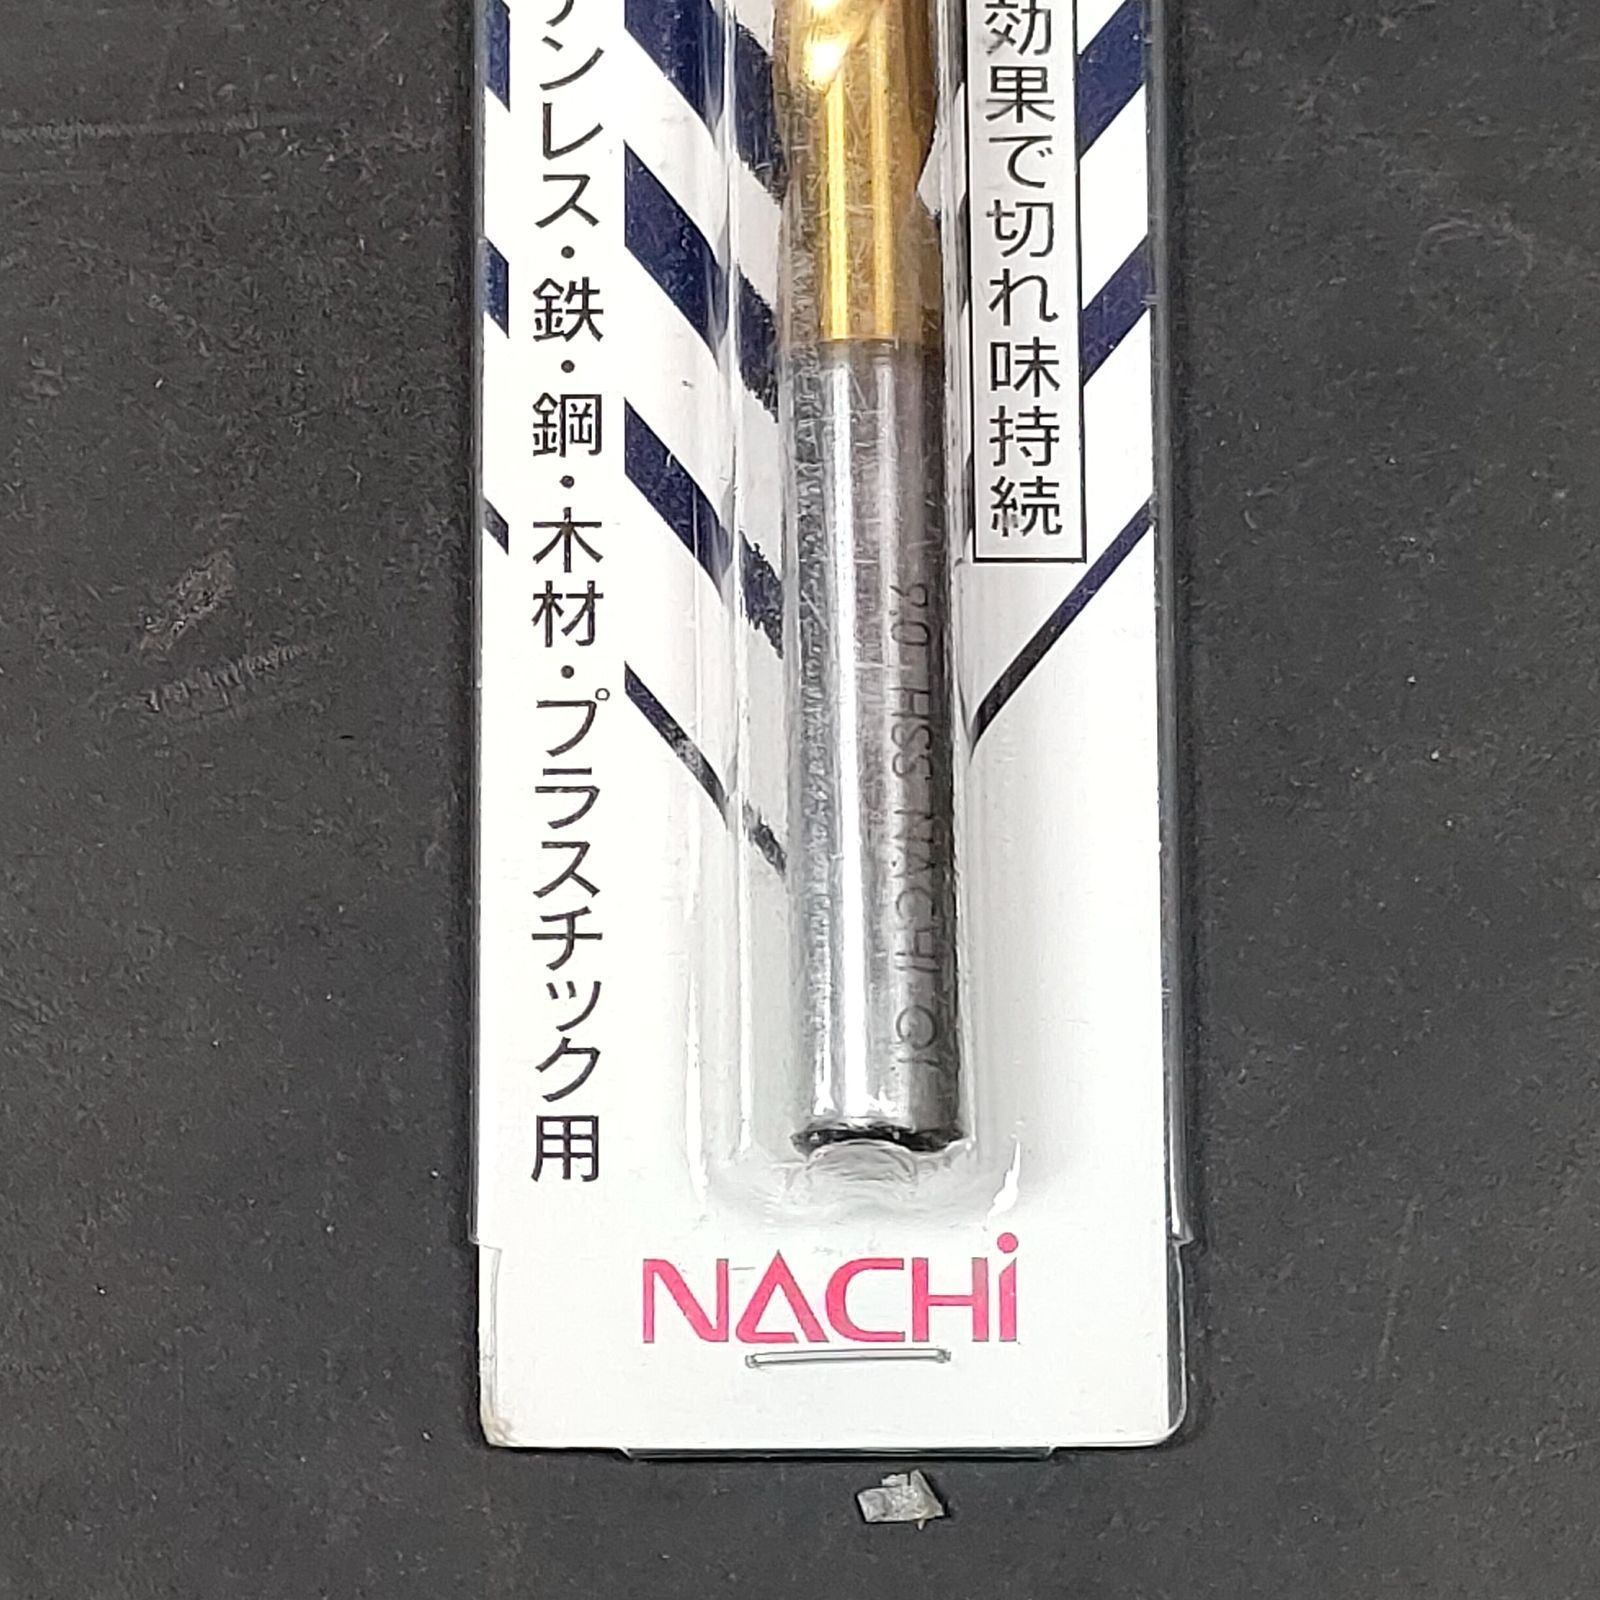 効果で切れ味持続
ンレス・鉄・鋼・木材・プラスチック用
9.0 HSS NACHI
NACHi